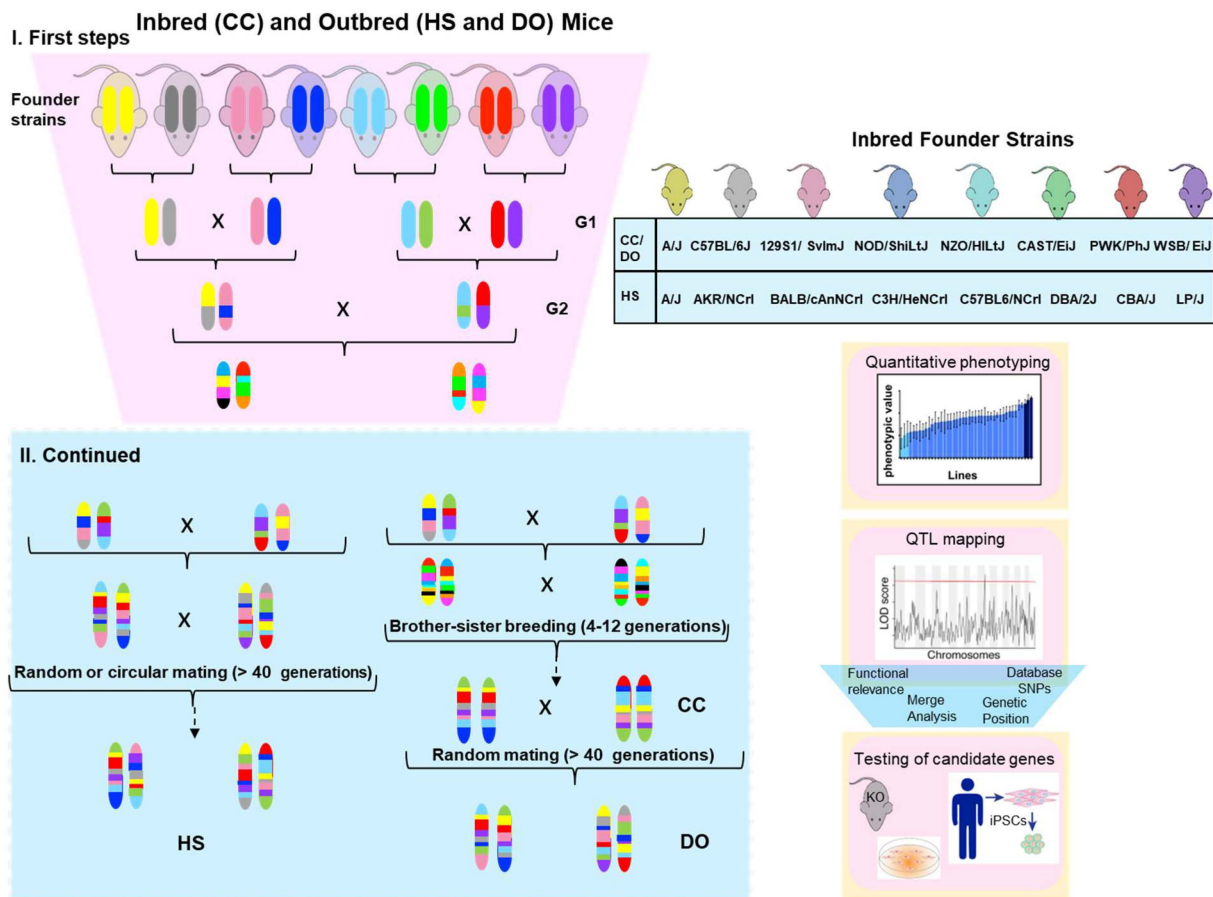 Inbred (CC) and Outbred (HS and DO) Mice
I. First steps
Founder
strains
X
X
G1
X
G2
Inbred Founder Strains
CC/
DO
A/J C57BL/6J 129S1/ SvImJ NOD/ShiLtJ NZO/HILtJ CAST/EiJ PWK/PhJ WSB/ EiJ
HS
A/J AKR/NCrl BALB/cAnNCrl C3H/HeNCrl C57BL6/NCrl DBA/2J CBA/J LP/J
II. Continued
X
X
X
X
Random or circular mating (> 40 generations)
HS
Brother-sister breeding (4-12 generations)
X
CC
Random mating (> 40 generations)
DO
Quantitative phenotyping
phenotypic value
Lines
QTL mapping
LOD score
Chromosomes
Functional
relevance
Database
SNPs
Merge
Analysis
Genetic
Position
Testing of candidate genes
KO
iPSCs